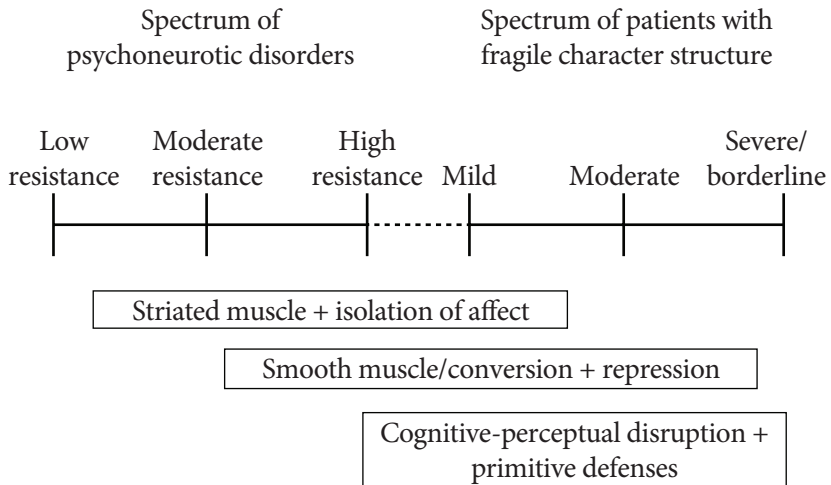 Spectrum of
psychoneurotic disorders
Spectrum of patients with
fragile character structure
Low
resistance
Moderate
resistance
High
resistance
Mild
Moderate
Severe/
borderline
Striated muscle + isolation of affect
Smooth muscle/conversion + repression
Cognitive-perceptual disruption +
primitive defenses